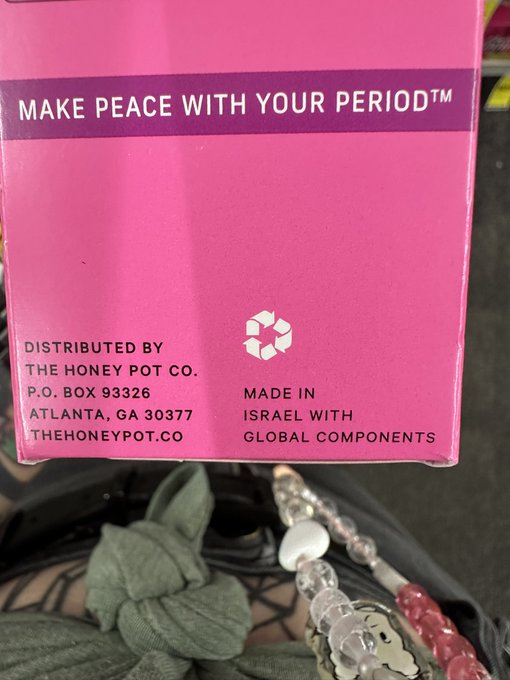 MAKE PEACE WITH YOUR PERIOD™
DISTRIBUTED BY
THE HONEY POT CO.
P.O. BOX 93326
ATLANTA, GA 30377
THEHONEYPOT.CO
MADE IN
ISRAEL WITH
GLOBAL COMPONENTS